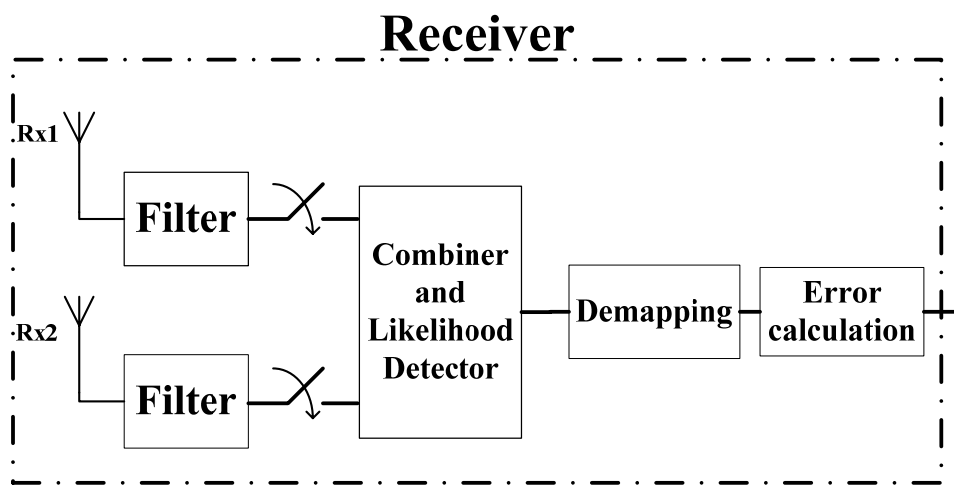 Receiver
Rx1
Filter
Rx2
Filter
Combiner
and
Likelihood
Detector
Demapping
Error
calculation